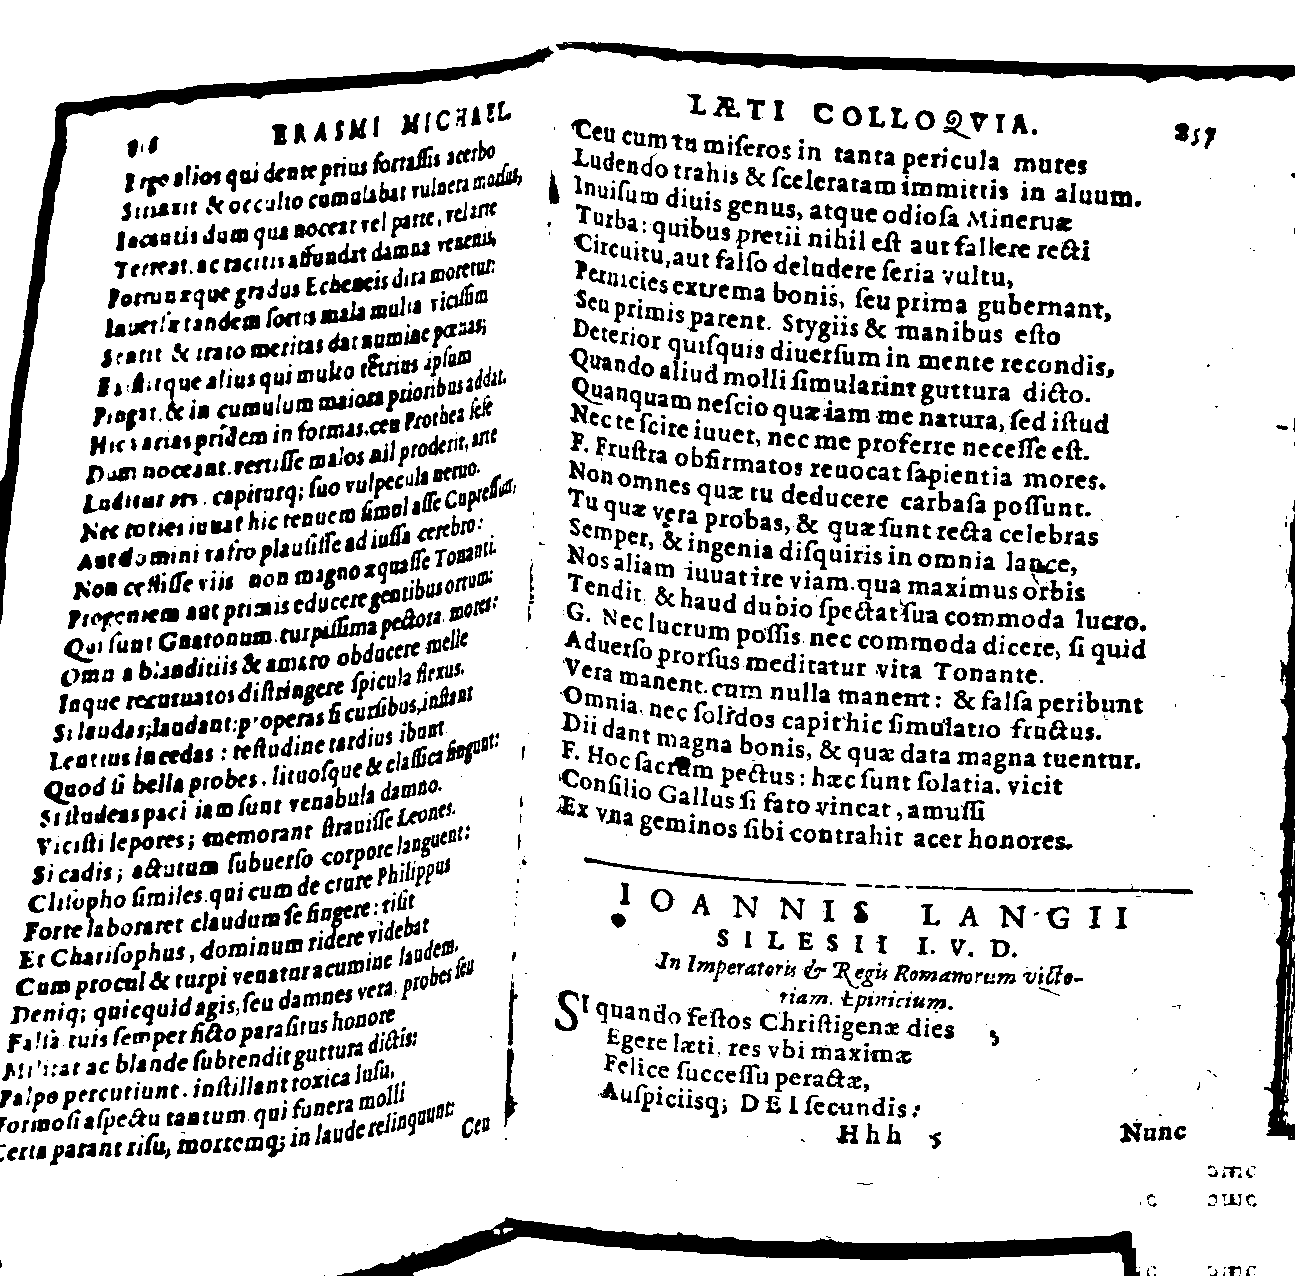 ERASMI MICHAEL
Ergo alios qui dente prius fortassis acerbo
& occulto cumulabat vulnera morsus,
dum qua noceat vel parte, vel arte
Terreat, ac tacitis affundat damna venenis,
gradus Echeneis dira moretur:
tandem sortis mala multa vicissim
Sentit & irato meritas dat numine pœnas;
alius qui multo tetrius ipsum
Plogat, & in cumulum maiora prioribus addat.
Hic varias pridem in formas, ceu Prothea sese
Dum noceant, vertisse malos nil proderit, arte
Luditur ars, capiturq; suo vulpecula neruo.
Nec toties iuuat hic tenuem simulasse Cupressum,
Aut domini vasro plausisse ad iussa cerebro:
Non cessisse viis non magno æquasse Tonanti.
Progeniem aut primis educere gentibus ortum:
Qui sunt Gnatonum turpissima pectora mores:
Omnia blanditiis & amaro obducere melle
Inque recutuatos distringere spicula flexus.
Si laudas; laudant: properas si cursibus, instant
Lentius incedas: testudine tardius ibunt
Quod si bella probes, lituosque & classica fingunt:
Si studeas paci iam sunt venabula damno.
Vicisti lepores; memorant strauisse Leones.
Si cadis; actutum subuerso corpore languent:
Clisopho similes, qui cum de crure Philippus
Forte laboraret claudum se fingere: risit
Et Charisophus, dominum ridere videbat
Cum procul & turpi venatur acumine laudem.
Deniq; quicquid agis, seu damnes vera, probes seu
Falsa tuis semper ficto parasitus honore
Militat ac blande subtendit guttura dictis:
Palpo percutiunt, instillant toxica lusu,
Formosi aspectu tantum qui funera molli
Certa parant risu, mortemq; in laude relinquunt:
Ceu
LÆTI COLLOQVIA. 857
Ceu cum tu miseros in tanta pericula mures
Ludendo trahis & sceleratam immittis in aluum.
Inuisum diuis genus, atque odiosa Mineruæ
Turba: quibus pretii nihil est aut fallere recti
Circuitu, aut falso deludere seria vultu,
Pernicies extrema bonis, seu prima gubernant,
Seu primis parent. Stygiis & manibus esto
Deterior quisquis diuersum in mente recondis,
Quando aliud molli simularint guttura dicto.
Quanquam nescio quæ iam me natura, sed istud
Nec te scire iuuet, nec me proferre necesse est.
F. Frustra obfirmatos reuocat sapientia mores.
Non omnes quæ tu deducere carbasa possunt.
Tu quæ vera probas, & quæ sunt recta celebras
Semper, & ingenia disquiris in omnia lance,
Nos aliam iuuat ire viam, qua maximus orbis
Tendit & haud dubio spectat sua commoda lucro.
G. Nec lucrum possis nec commoda dicere, si quid
Aduerso prorsus meditatur vita Tonante.
Vera manent, cum nulla manent: & falsa peribunt
Omnia, nec solidos capit hic simulatio fructus.
Dii dant magna bonis, & quæ data magna tuentur.
F. Hoc sacrum pectus: hæc sunt solatia, vicit
Consilio Gallus si fato vincat, amussi
Ex vna geminos sibi contrahit acer honores.
IOANNIS LANGII
SILESII I. V. D.
In Imperatoris & Regis Romanorum victo-
riam. Epinicium.
SI quando festos Christigenæ dies
Egere læti, res vbi maximæ
Felice successu peractæ,
Auspiciisq; DEI secundis:
Hhh 5
Nunc